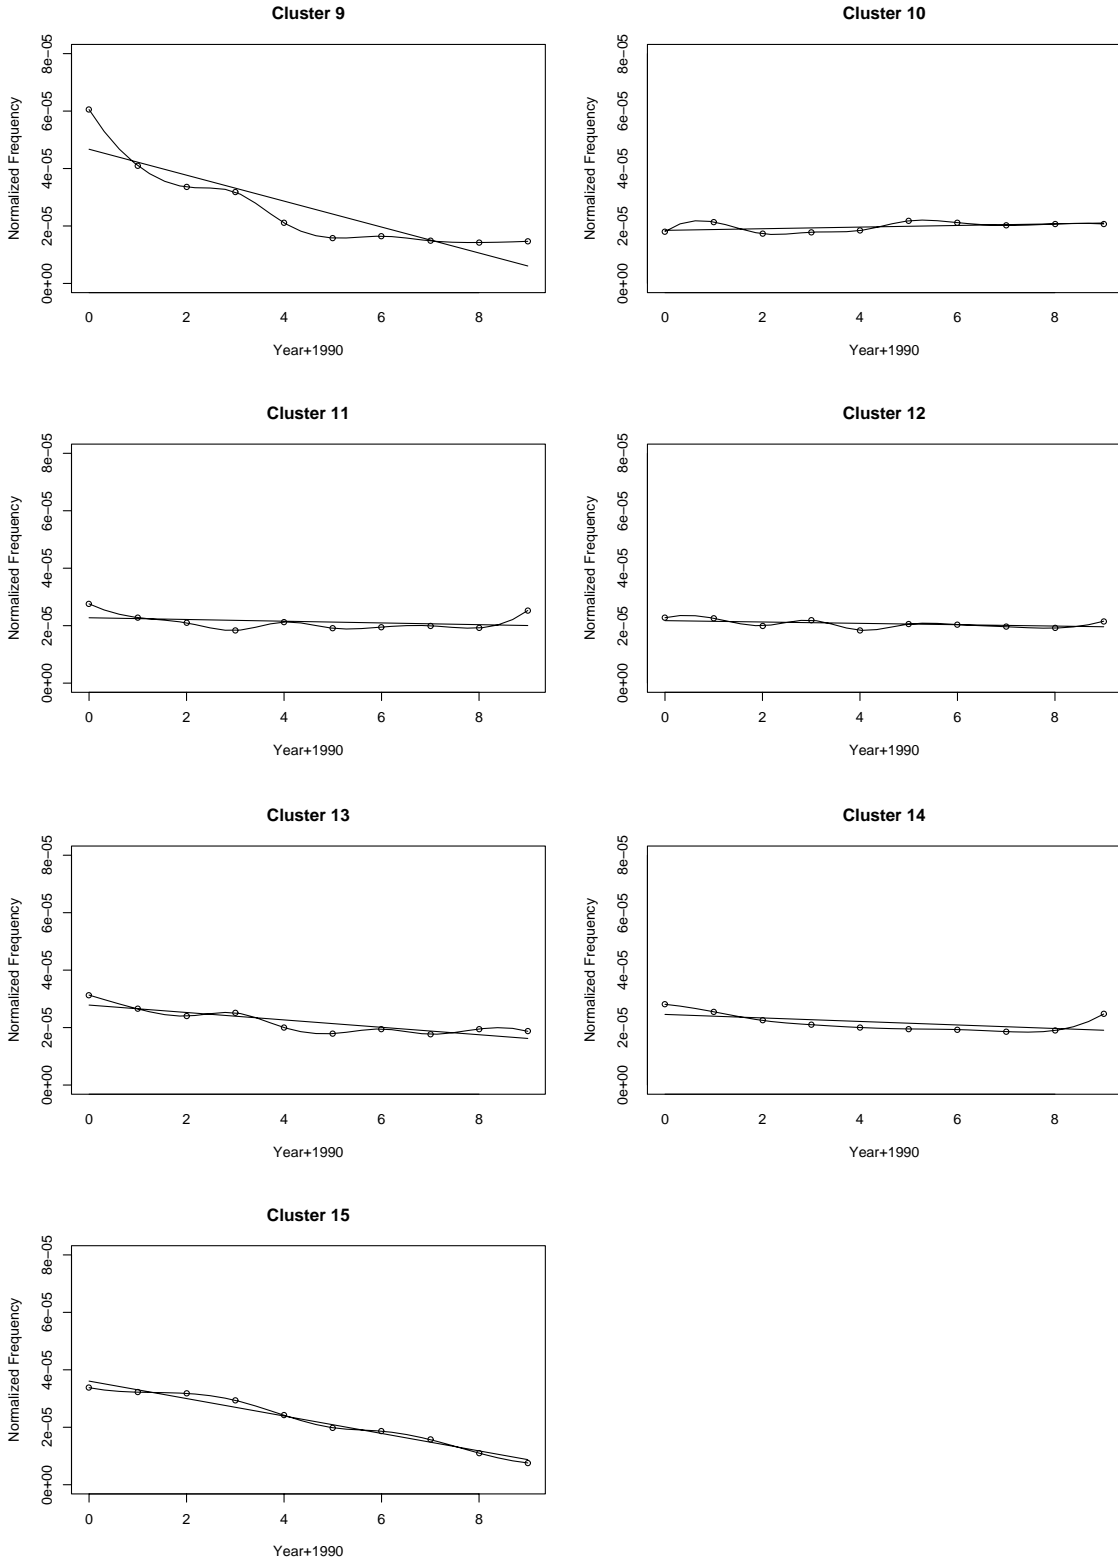 Cluster 9
Normalized Frequency
0e+00 2e−05 4e−05 6e−05 8e−05
0 2 4 6 8
Year+1990
Cluster 10
Normalized Frequency
0e+00 2e−05 4e−05 6e−05 8e−05
0 2 4 6 8
Year+1990
Cluster 11
Normalized Frequency
0e+00 2e−05 4e−05 6e−05 8e−05
0 2 4 6 8
Year+1990
Cluster 12
Normalized Frequency
0e+00 2e−05 4e−05 6e−05 8e−05
0 2 4 6 8
Year+1990
Cluster 13
Normalized Frequency
0e+00 2e−05 4e−05 6e−05 8e−05
0 2 4 6 8
Year+1990
Cluster 14
Normalized Frequency
0e+00 2e−05 4e−05 6e−05 8e−05
0 2 4 6 8
Year+1990
Cluster 15
Normalized Frequency
0e+00 2e−05 4e−05 6e−05 8e−05
0 2 4 6 8
Year+1990